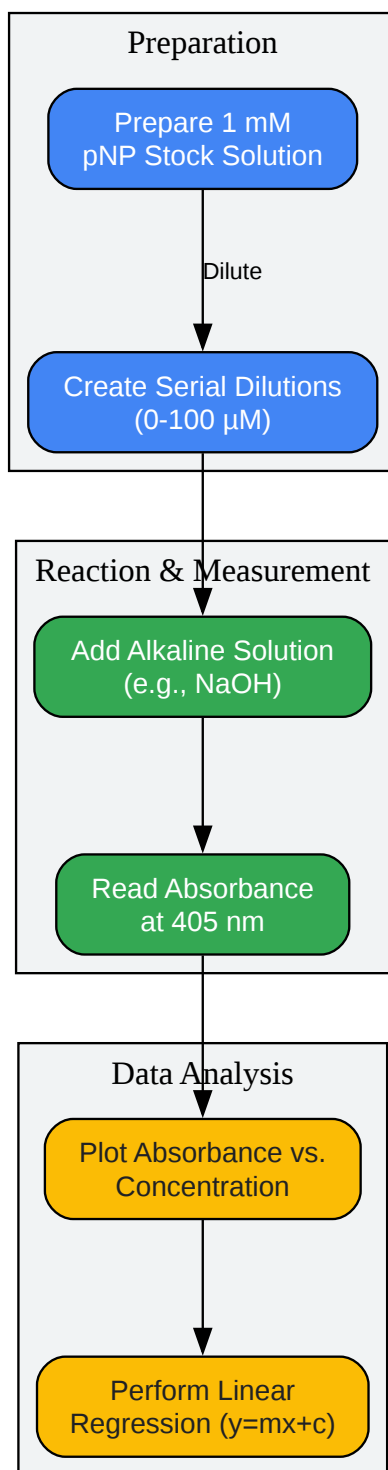 Preparation
Prepare 1 mM
pNP Stock Solution
Dilute
Create Serial Dilutions
(0-100 µM)
Reaction & Measurement
Add Alkaline Solution
(e.g., NaOH)
Read Absorbance
at 405 nm
Data Analysis
Plot Absorbance vs.
Concentration
Perform Linear
Regression (y=mx+c)